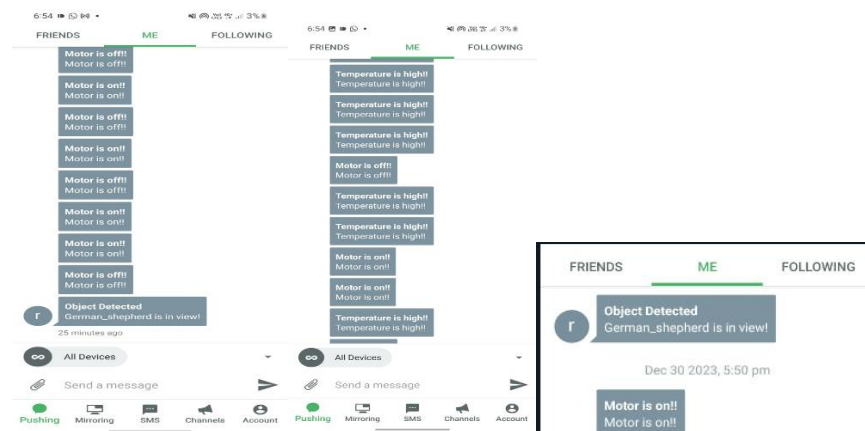 6:54
3%
FRIENDS ME FOLLOWING
Motor is off!!
Motor is off!!
Motor is on!!
Motor is on!!
Motor is off!!
Motor is off!!
Motor is on!!
Motor is on!!
Motor is off!!
Motor is off!!
Motor is on!!
Motor is on!!
Motor is on!!
Motor is on!!
Motor is off!!
Motor is off!!
Object Detected
r
German_shepherd is in view!
25 minutes ago
All Devices
Send a message
Pushing Mirroring SMS Channels Account
6:54
3%
FRIENDS ME FOLLOWING
Temperature is high!!
Temperature is high!!
Temperature is high!!
Temperature is high!!
Temperature is high!!
Temperature is high!!
Motor is off!!
Motor is off!!
Temperature is high!!
Temperature is high!!
Temperature is high!!
Temperature is high!!
Motor is on!!
Motor is on!!
Motor is on!!
Motor is on!!
Temperature is high!!
Temperature is high!!
All Devices
Send a message
Pushing Mirroring SMS Channels Account
FRIENDS ME FOLLOWING
Object Detected
r
German_shepherd is in view!
Dec 30 2023, 5:50 pm
Motor is on!!
Motor is on!!